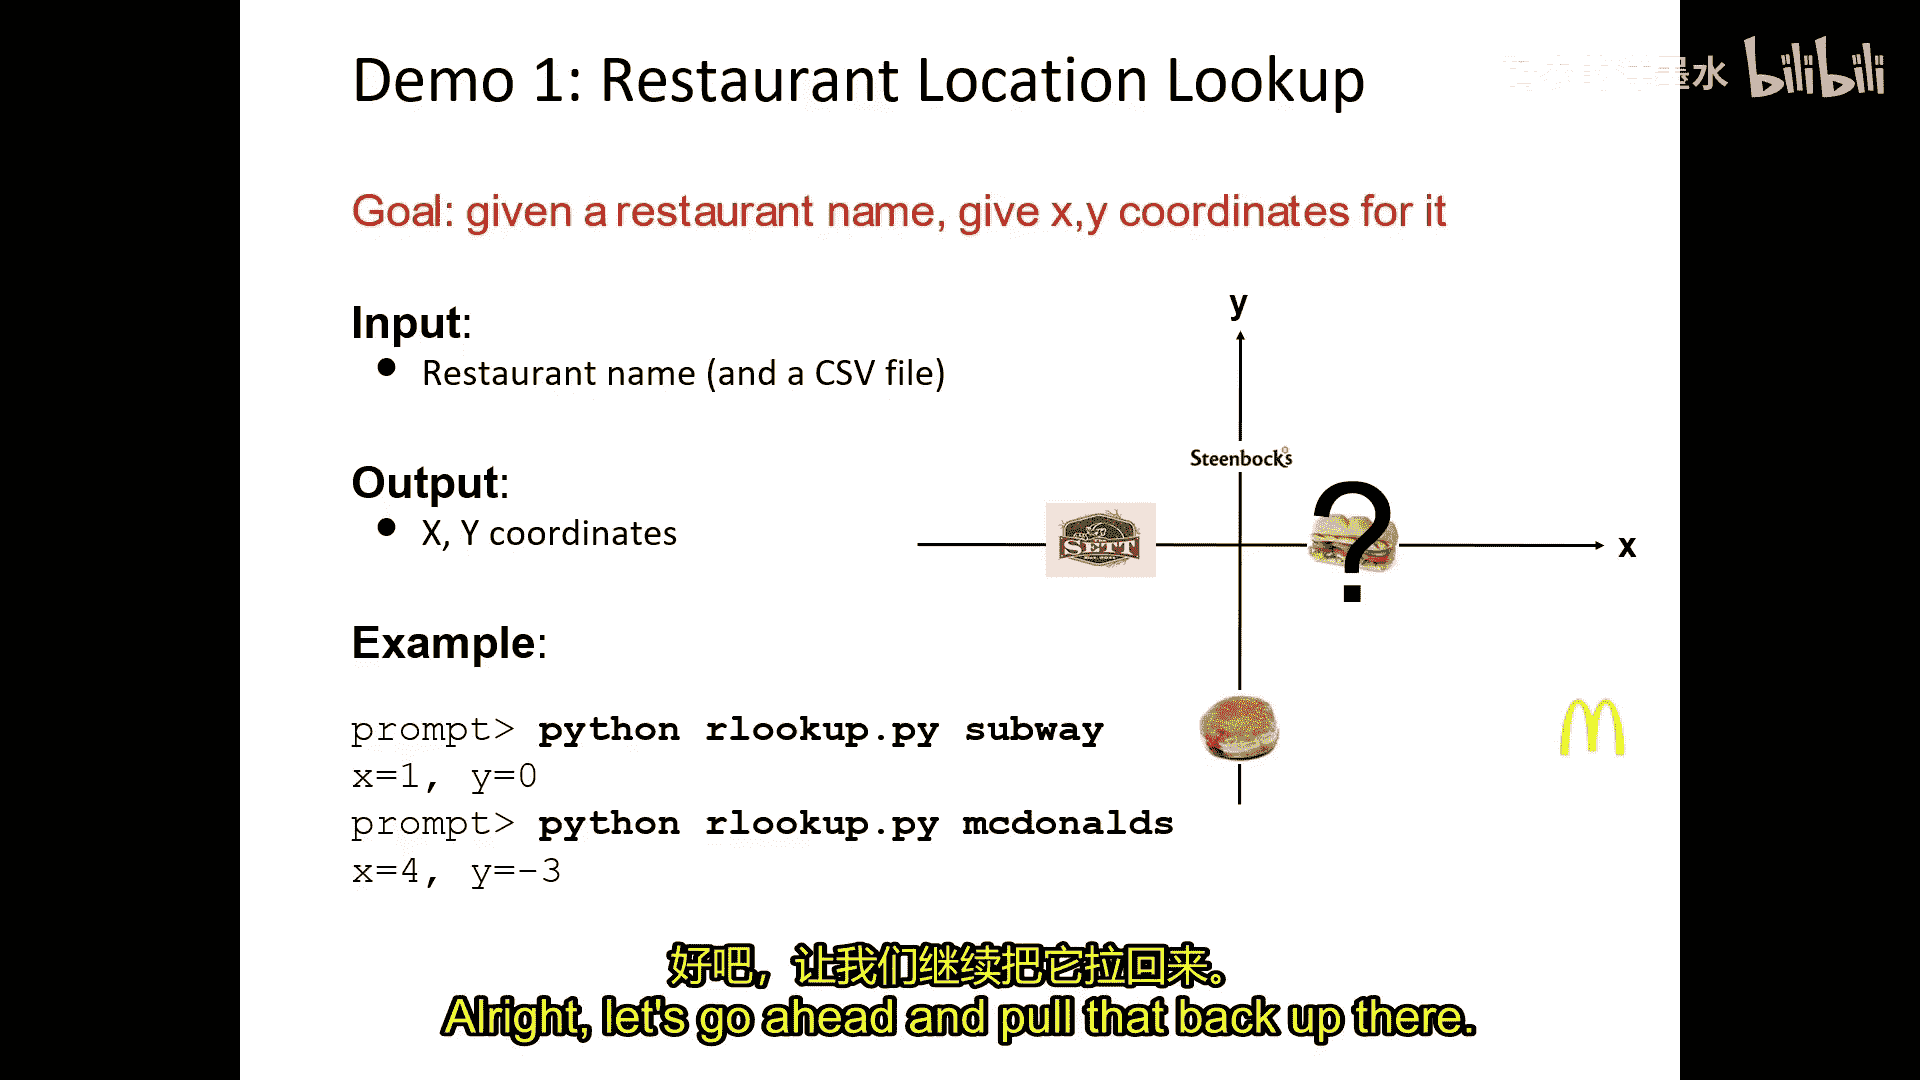 Demo 1: Restaurant Location Lookup
bilibili
Goal: given a restaurant name, give x,y coordinates for it
Input:
● Restaurant name (and a CSV file)
Output:
● X, Y coordinates
Example:
prompt> python rlookup.py subway
x=1, y=0
prompt> python rlookup.py mcdonalds
x=4, y=-3
y
Steenbock's
SETT
?
x
好吧，让我们继续把它拉回来。
Alright, let's go ahead and pull that back up there.